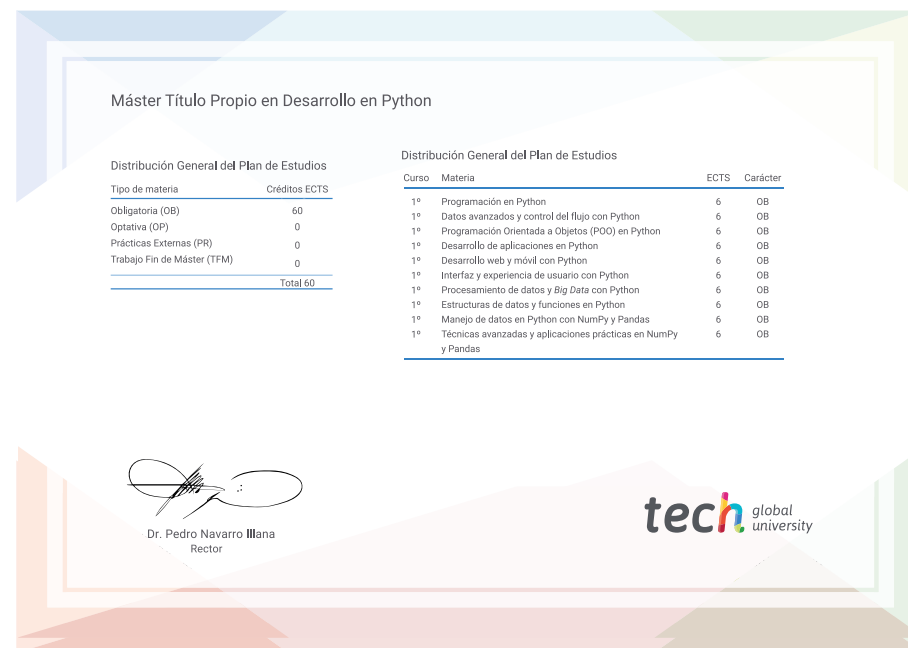 Máster Título Propio en Desarrollo en Python
Distribución General del Plan de Estudios
Tipo de materia Créditos ECTS
Obligatoria (OB) 60
Optativa (OP) 0
Prácticas Externas (PR) 0
Trabajo Fin de Máster (TFM) 0
Total 60
Distribución General del Plan de Estudios
Curso Materia ECTS Carácter
1º Programación en Python 6 OB
1º Datos avanzados y control del flujo con Python 6 OB
1º Programación Orientada a Objetos (POO) en Python 6 OB
1º Desarrollo de aplicaciones en Python 6 OB
1º Desarrollo web y móvil con Python 6 OB
1º Interfaz y experiencia de usuario con Python 6 OB
1º Procesamiento de datos y Big Data con Python 6 OB
1º Estructuras de datos y funciones en Python 6 OB
1º Manejo de datos en Python con NumPy y Pandas 6 OB
1º Técnicas avanzadas y aplicaciones prácticas en NumPy 6 OB
y Pandas
Dr. Pedro Navarro Illana
Rector
tech global
university